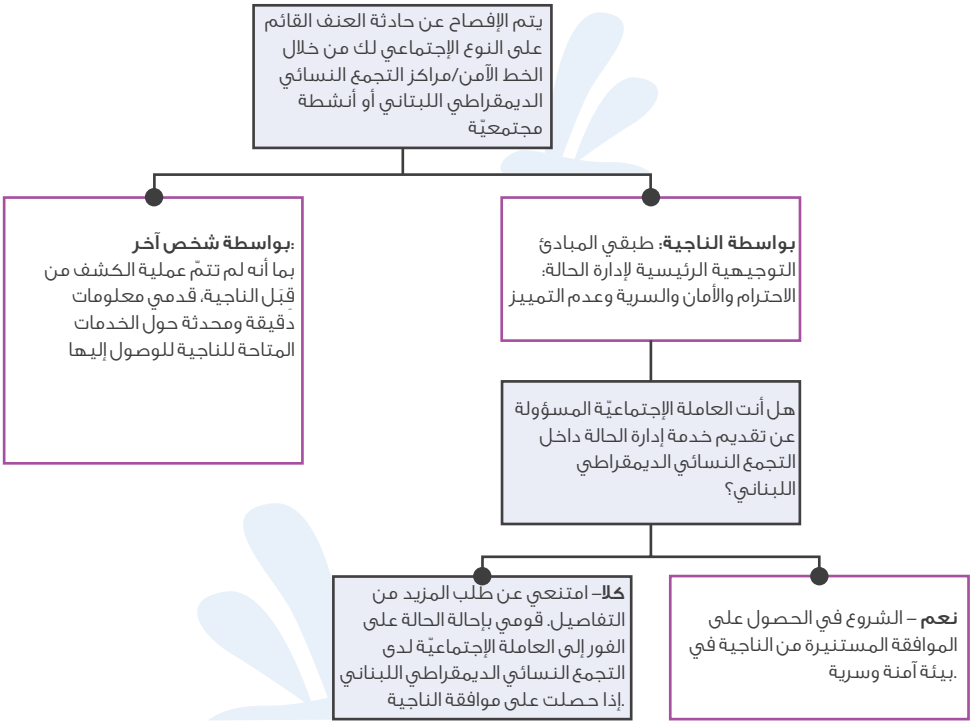 يتم الإفصاح عن حادثة العنف القائم
على النوع الإجتماعي لك من خلال
الخط الآمن/مراكز التجمع النسائي
الديمقراطي اللبتاني أو أنشطة
مجتمعيّة
بواسطة الناجية: طبقي المبادئ
التوجيهية الرئيسية لإدارة الحالة:
الاحترام والأمان والسرية وعدم التمييز
بواسطة شخص آخر:
بما أنه لم تتمّ عملية الكشف من
قِبَل الناجية، قدمي معلومات
دقيقة ومحدثة حول الخدمات
المتاحة للناجية للوصول إليها
هل أنت العاملة الإجتماعيّة المسؤولة
عن تقديم خدمة إدارة الحالة داخل
التجمع النسائي الديمقراطي
اللبناني؟
نعم – الشروع في الحصول على
الموافقة المستنيرة من الناجية في
بيئة آمنة وسرية.
كلا– امتنعي عن طلب المزيد من
التفاصيل. قومي بإحالة الحالة على
الفور إلى العاملة الإجتماعيّة لدى
التجمع النسائي الديمقراطي اللبناني
إذا حصلت على موافقة الناجية.